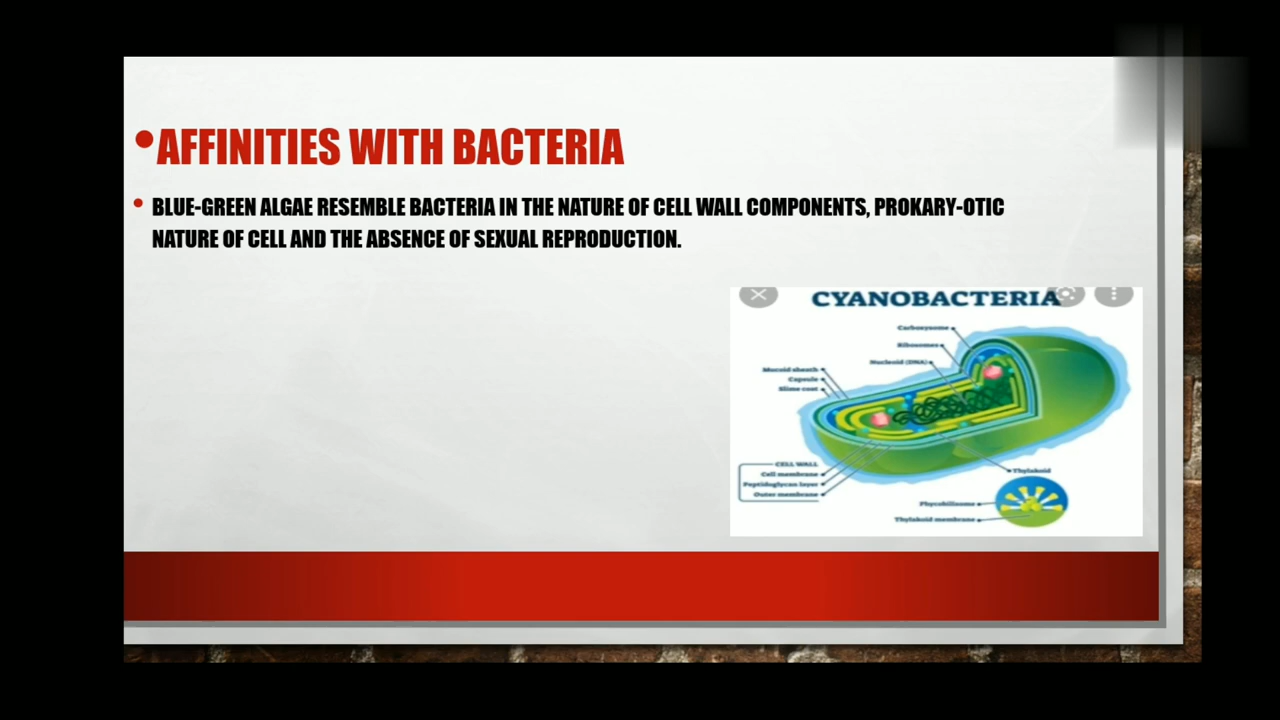 •AFFINITIES WITH BACTERIA
• BLUE-GREEN ALGAE RESEMBLE BACTERIA IN THE NATURE OF CELL WALL COMPONENTS, PROKARY-OTIC
NATURE OF CELL AND THE ABSENCE OF SEXUAL REPRODUCTION.
CYANOBACTERIA
Carboxysome
Ribosomes
Nucleoid (DNA)
Mucoid sheath
Capsule
Slime coat
CELL WALL
Cell membrane
Peptidoglycan layer
Outer membrane
Thylakoid
Phycobilisome
Thylakoid membrane